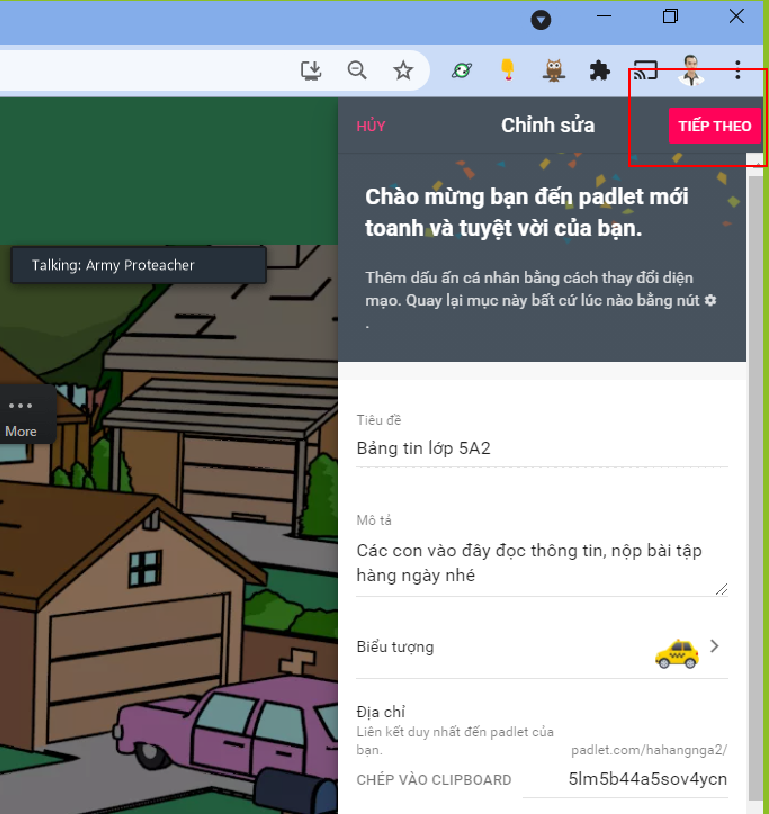 HỦY
Chỉnh sửa
TIẾP THEO
Chào mừng bạn đến padlet mới
toanh và tuyệt vời của bạn.
Thêm dấu ấn cá nhân bằng cách thay đổi diện
mạo. Quay lại mục này bất cứ lúc nào bằng nút
.
Talking: Army Proteacher
More
Tiêu đề
Bảng tin lớp 5A2
Mô tả
Các con vào đây đọc thông tin, nộp bài tập
hàng ngày nhé
Biểu tượng
Địa chỉ
Liên kết duy nhất đến padlet của
bạn.
padlet.com/hahangnga2/
CHÉP VÀO CLIPBOARD
5lm5b44a5sov4ycn